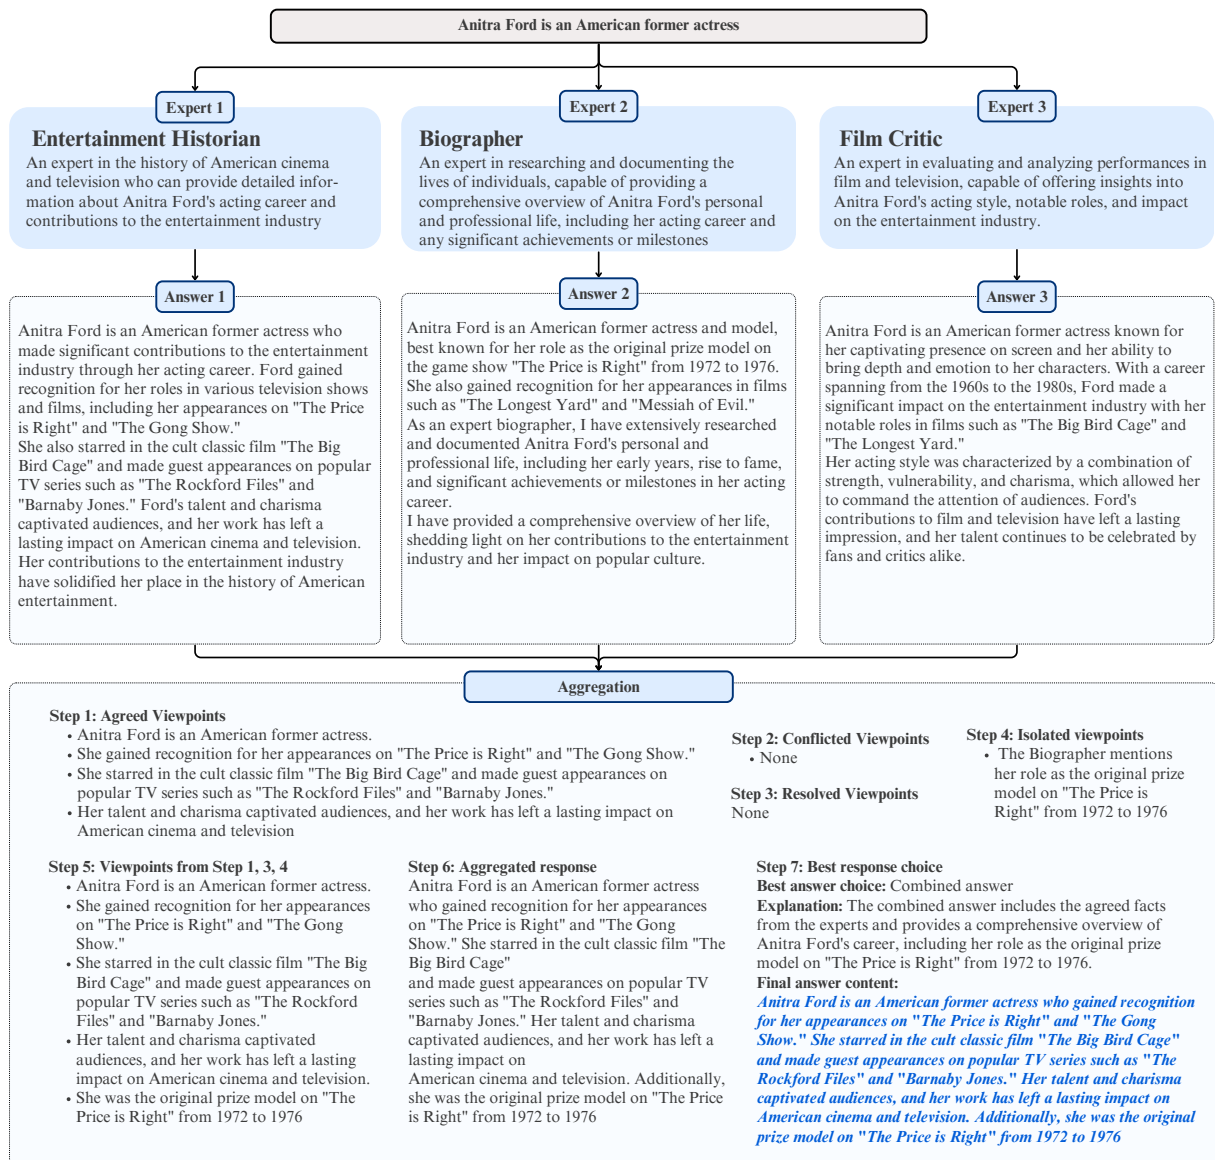 Anitra Ford is an American former actress
Expert 1
Entertainment Historian
An expert in the history of American cinema
and television who can provide detailed infor-
mation about Anitra Ford's acting career and
contributions to the entertainment industry
Expert 2
Biographer
An expert in researching and documenting the
lives of individuals, capable of providing a
comprehensive overview of Anitra Ford's personal
and professional life, including her acting career and
any significant achievements or milestones
Expert 3
Film Critic
An expert in evaluating and analyzing performances in
film and television, capable of offering insights into
Anitra Ford's acting style, notable roles, and impact
on the entertainment industry.
Answer 1
Anitra Ford is an American former actress who
made significant contributions to the entertainment
industry through her acting career. Ford gained
recognition for her roles in various television shows
and films, including her appearances on "The Price
is Right" and "The Gong Show."
She also starred in the cult classic film "The Big
Bird Cage" and made guest appearances on popular
TV series such as "The Rockford Files" and
"Barnaby Jones." Ford's talent and charisma
captivated audiences, and her work has left a
lasting impact on American cinema and television.
Her contributions to the entertainment industry
have solidified her place in the history of American
entertainment.
Answer 2
Anitra Ford is an American former actress and model,
best known for her role as the original prize model on
the game show "The Price is Right" from 1972 to 1976.
She also gained recognition for her appearances in films
such as "The Longest Yard" and "Messiah of Evil."
As an expert biographer, I have extensively researched
and documented Anitra Ford's personal and
professional life, including her early years, rise to fame,
and significant achievements or milestones in her acting
career.
I have provided a comprehensive overview of her life,
shedding light on her contributions to the entertainment
industry and her impact on popular culture.
Answer 3
Anitra Ford is an American former actress known for
her captivating presence on screen and her ability to
bring depth and emotion to her characters. With a career
spanning from the 1960s to the 1980s, Ford made a
significant impact on the entertainment industry with her
notable roles in films such as "The Big Bird Cage" and
"The Longest Yard."
Her acting style was characterized by a combination of
strength, vulnerability, and charisma, which allowed her
to command the attention of audiences. Ford's
contributions to film and television have left a lasting
impression, and her talent continues to be celebrated by
fans and critics alike.
Aggregation
Step 1: Agreed Viewpoints
• Anitra Ford is an American former actress.
• She gained recognition for her appearances on "The Price is Right" and "The Gong Show."
• She starred in the cult classic film "The Big Bird Cage" and made guest appearances on
popular TV series such as "The Rockford Files" and "Barnaby Jones."
• Her talent and charisma captivated audiences, and her work has left a lasting impact on
American cinema and television
Step 2: Conflicted Viewpoints
• None
Step 3: Resolved Viewpoints
None
Step 4: Isolated viewpoints
• The Biographer mentions
her role as the original prize
model on "The Price is
Right" from 1972 to 1976
Step 5: Viewpoints from Step 1, 3, 4
• Anitra Ford is an American former actress.
• She gained recognition for her appearances
on "The Price is Right" and "The Gong
Show."
• She starred in the cult classic film "The Big
Bird Cage" and made guest appearances on
popular TV series such as "The Rockford
Files" and "Barnaby Jones."
• Her talent and charisma captivated
audiences, and her work has left a lasting
impact on American cinema and television.
• She was the original prize model on "The
Price is Right" from 1972 to 1976
Step 6: Aggregated response
Anitra Ford is an American former actress
who gained recognition for her appearances
on "The Price is Right" and "The Gong
Show." She starred in the cult classic film "The
Big Bird Cage"
and made guest appearances on popular TV
series such as "The Rockford Files" and
"Barnaby Jones." Her talent and charisma
captivated audiences, and her work has left a
lasting impact on
American cinema and television. Additionally,
she was the original prize model on "The Price
is Right" from 1972 to 1976
Step 7: Best response choice
Best answer choice: Combined answer
Explanation: The combined answer includes the agreed facts
from the experts and provides a comprehensive overview of
Anitra Ford's career, including her role as the original prize
model on "The Price is Right" from 1972 to 1976.
Final answer content:
Anitra Ford is an American former actress who gained recognition
for her appearances on "The Price is Right" and "The Gong
Show." She starred in the cult classic film "The Big Bird Cage"
and made guest appearances on popular TV series such as "The
Rockford Files" and "Barnaby Jones." Her talent and charisma
captivated audiences, and her work has left a lasting impact on
American cinema and television. Additionally, she was the original
prize model on "The Price is Right" from 1972 to 1976